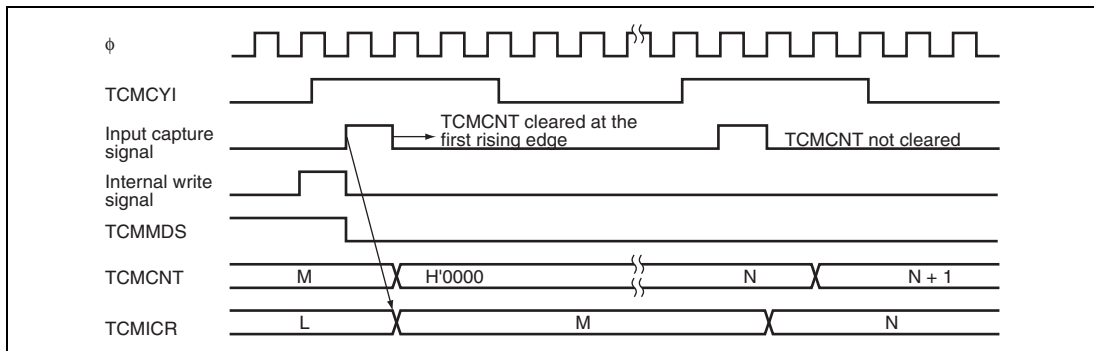 φ
TCMCYI
Input capture
signal
TCMCNT cleared at the
first rising edge
TCMCNT not cleared
Internal write
signal
TCMMDS
TCMCNT
M
H'0000
N
N + 1
TCMICR
L
M
N